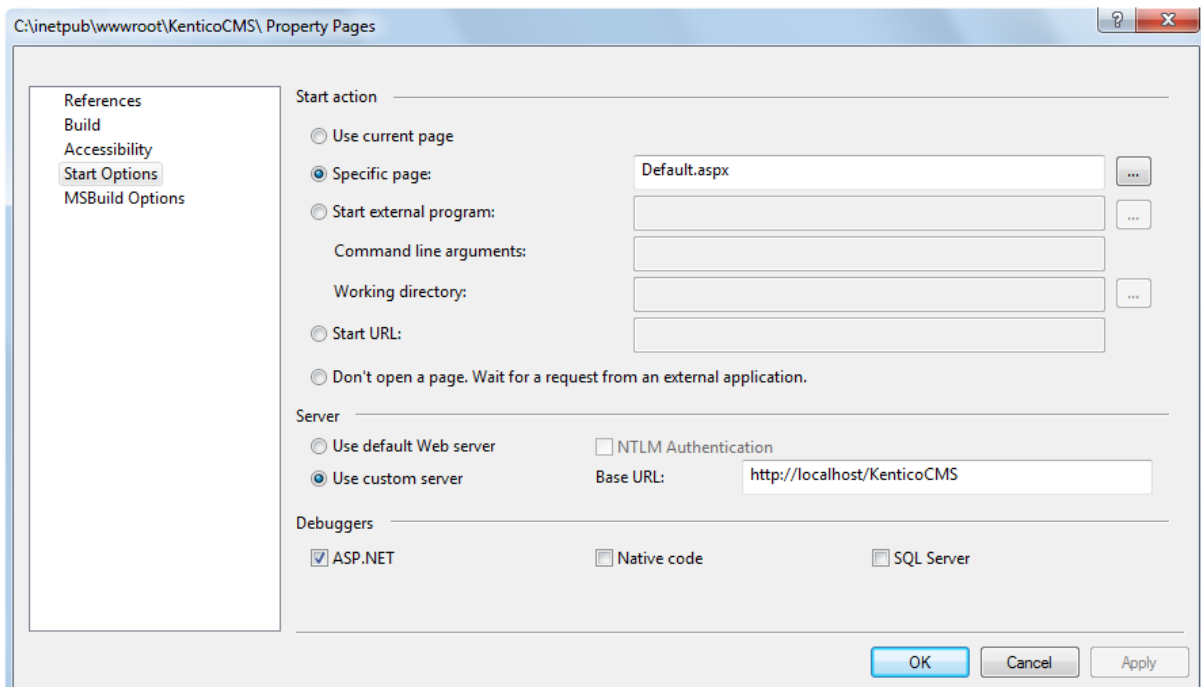 C:\inetpub\wwwroot\KenticoCMS\ Property Pages
References
Build
Accessibility
Start Options
MSBuild Options
Start action
Use current page
Specific page: Default.aspx ...
Start external program: ...
Command line arguments:
Working directory: ...
Start URL:
Don't open a page. Wait for a request from an external application.
Server
Use default Web server NTLM Authentication
Use custom server Base URL: http://localhost/KenticoCMS
Debuggers
ASP.NET Native code SQL Server
OK Cancel Apply